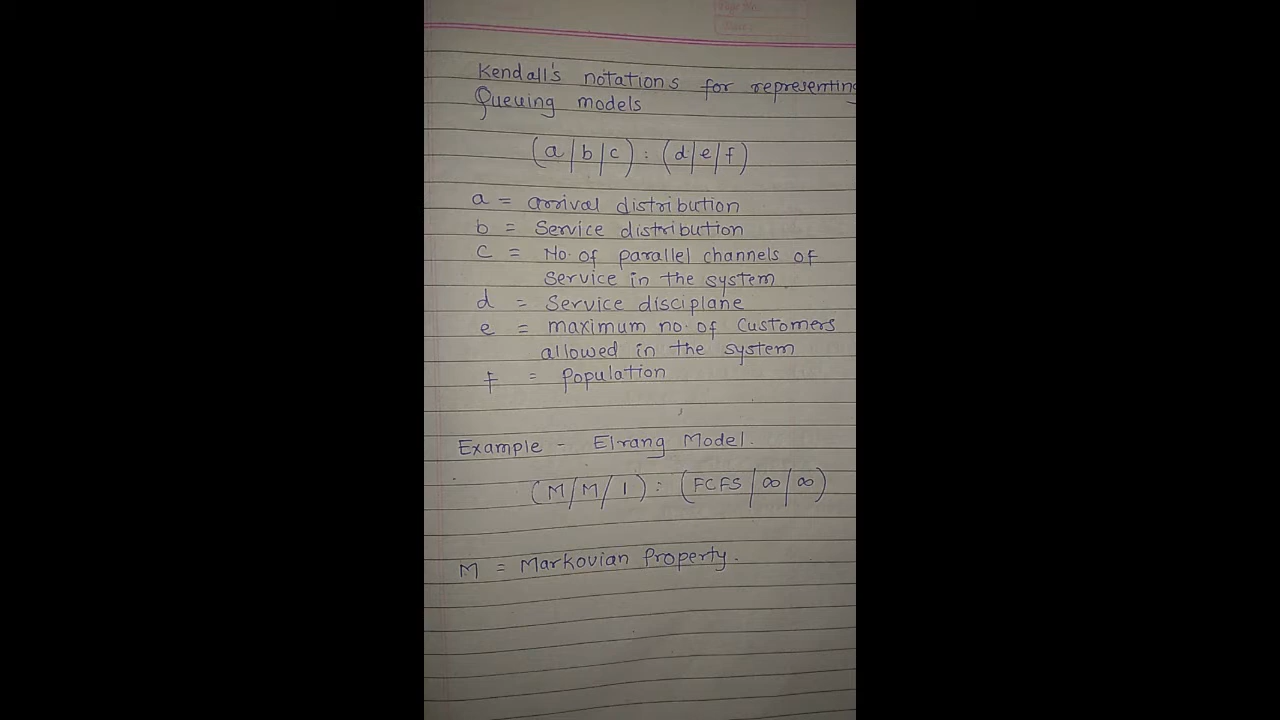 Kendall's notations for representing
Queuing models
(a/b/c) : (d/e/f)
a = arrival distribution
b = Service distribution
c = No. of parallel channels of
Service in the system
d = Service disciplane
e = maximum no. of customers
allowed in the system
f = Population
Example - Elrang Model.
(M/M/1) : (FCFS/∞/∞)
M = Markovian Property.